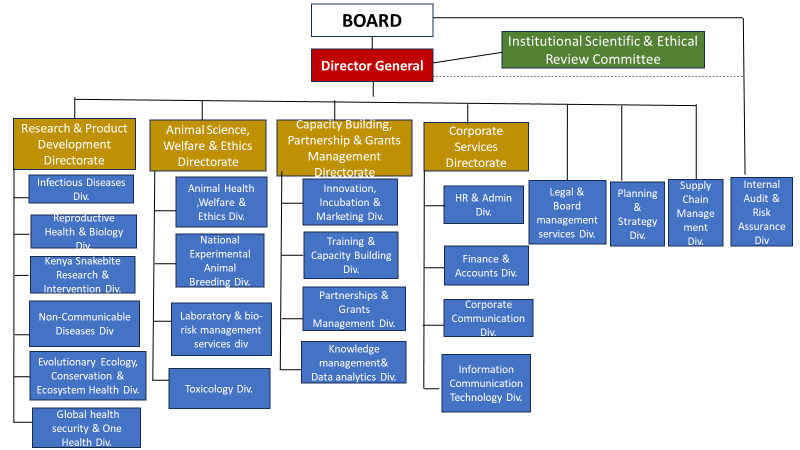 BOARD
Institutional Scientific & Ethical
Review Committee
Director General
Research & Product
Development
Directorate
Animal Science,
Welfare & Ethics
Directorate
Capacity Building,
Partnership & Grants
Management
Directorate
Corporate
Services
Directorate
Infectious Diseases
Div.
Reproductive
Health & Biology
Div.
Kenya Snakebite
Research &
Intervention Div.
Non-Communicable
Diseases Div
Evolutionary Ecology,
Conservation &
Ecosystem Health Div.
Global health
security & One
Health Div.
Animal Health
,Welfare &
Ethics Div.
National
Experimental
Animal
Breeding Div.
Laboratory & bio-
risk management
services div
Toxicology Div.
Innovation,
Incubation &
Marketing Div.
Training &
Capacity Building
Div.
Partnerships &
Grants
Management Div.
Knowledge
management&
Data analytics Div.
HR & Admin
Div.
Finance &
Accounts Div.
Corporate
Communication
Div.
Information
Communication
Technology Div.
Legal &
Board
management
services Div.
Planning
&
Strategy
Div.
Supply
Chain
Manage
ment
Div.
Internal
Audit &
Risk
Assurance
Div